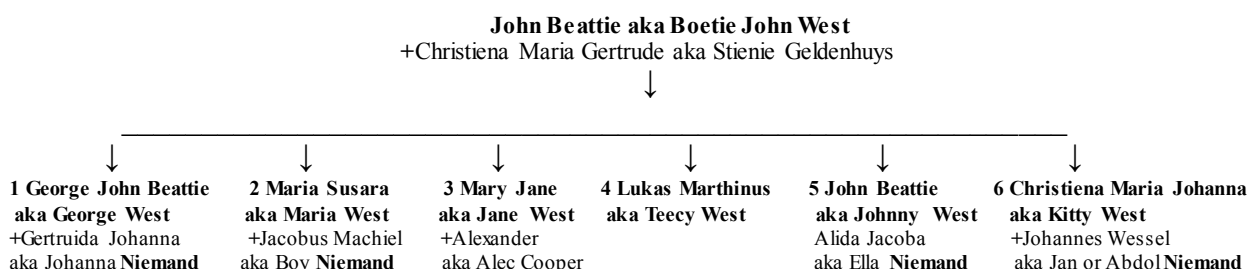 John Beattie aka Boetie John West
+Christiena Maria Gertrude aka Stienie Geldenhuys
↓
↓ ↓ ↓ ↓ ↓ ↓
1 George John Beattie 2 Maria Susara 3 Mary Jane 4 Lukas Marthinus 5 John Beattie 6 Christiena Maria Johanna
aka George West aka Maria West aka Jane West aka Teecy West aka Johnny West aka Kitty West
+Gertruida Johanna +Jacobus Machiel +Alexander Alida Jacoba +Johannes Wessel
aka Johanna Niemand aka Boy Niemand aka Alec Cooper aka Ella Niemand aka Jan or Abdol Niemand